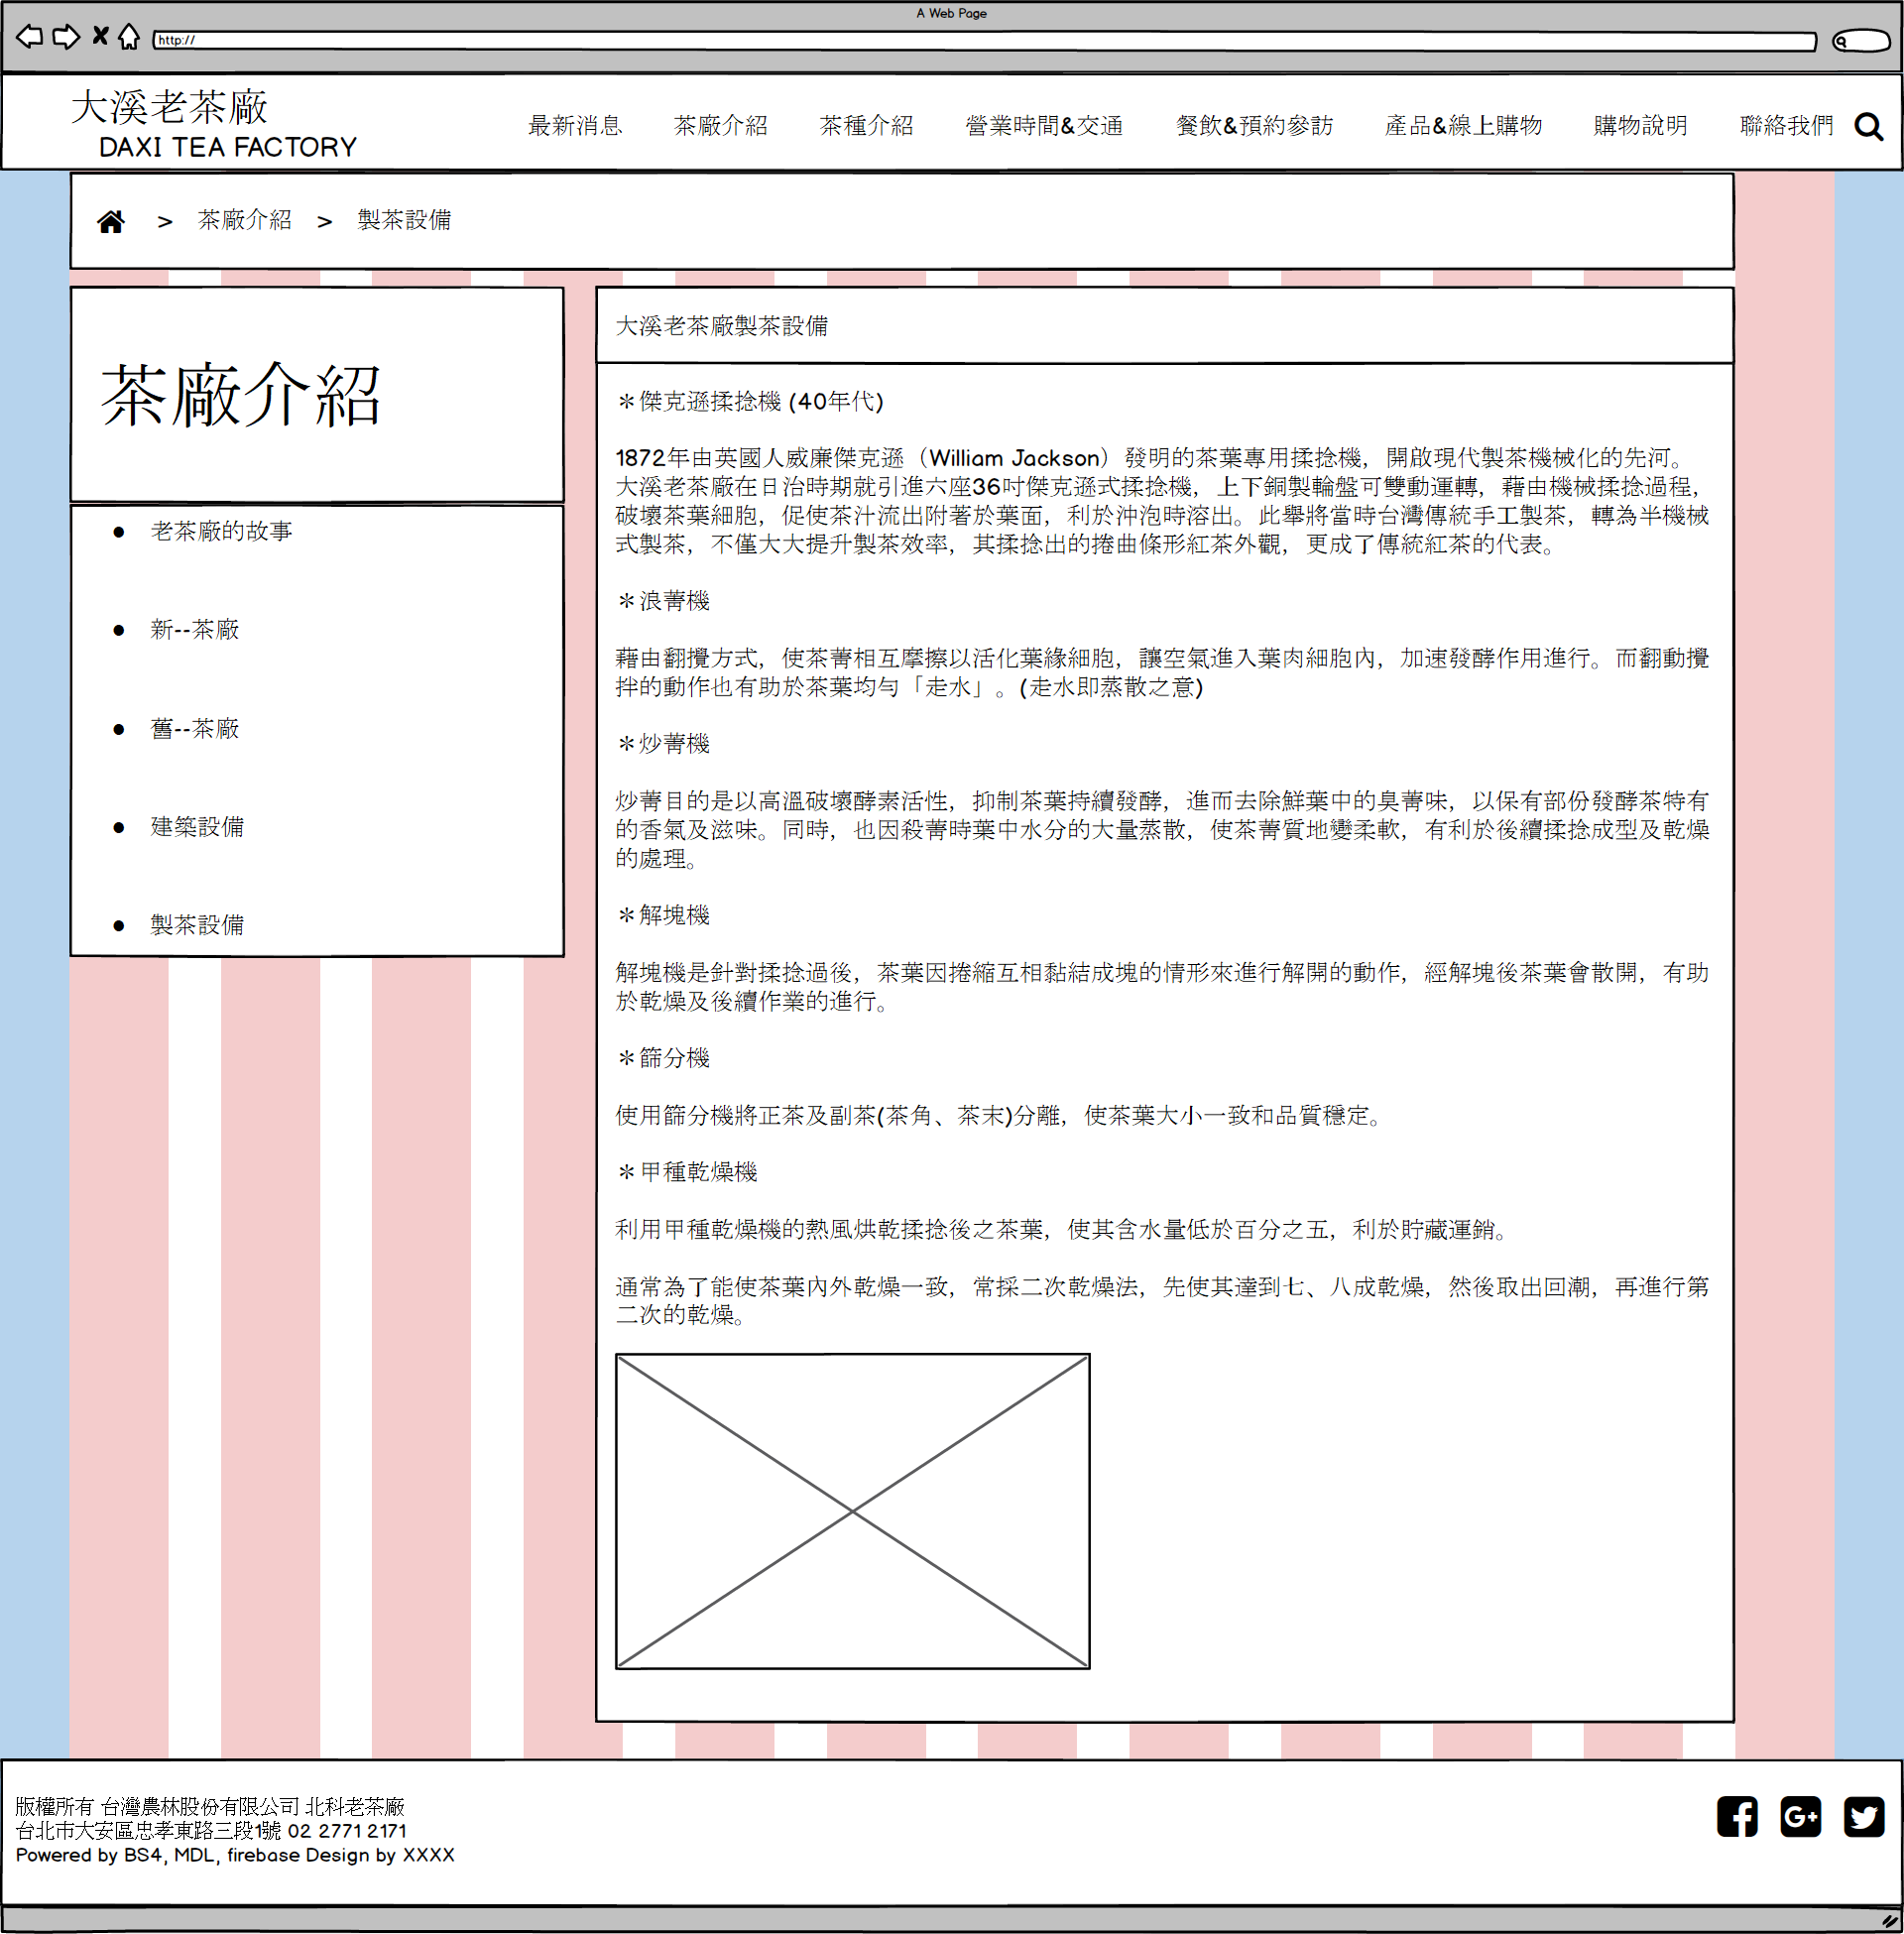 A Web Page
http://
大溪老茶廠
DAXI TEA FACTORY
最新消息 茶廠介紹 茶種介紹 營業時間&交通 餐飲&預約參訪 產品&線上購物 購物說明 聯絡我們
> 茶廠介紹 > 製茶設備
茶廠介紹
● 老茶廠的故事
● 新--茶廠
● 舊--茶廠
● 建築設備
● 製茶設備
大溪老茶廠製茶設備
＊傑克遜揉捻機 (40年代)
1872年由英國人威廉傑克遜（William Jackson）發明的茶葉專用揉捻機，開啟現代製茶機械化的先河。
大溪老茶廠在日治時期就引進六座36吋傑克遜式揉捻機，上下銅製輪盤可雙動運轉，藉由機械揉捻過程，
破壞茶葉細胞，促使茶汁流出附著於葉面，利於沖泡時溶出。此舉將當時台灣傳統手工製茶，轉為半機械
式製茶，不僅大大提升製茶效率，其揉捻出的捲曲條形紅茶外觀，更成了傳統紅茶的代表。
＊浪菁機
藉由翻攪方式，使茶菁相互摩擦以活化葉緣細胞，讓空氣進入葉肉細胞內，加速發酵作用進行。而翻動攪
拌的動作也有助於茶葉均勻「走水」。(走水即蒸散之意)
＊炒菁機
炒菁目的是以高溫破壞酵素活性，抑制茶葉持續發酵，進而去除鮮葉中的臭菁味，以保有部份發酵茶特有
的香氣及滋味。同時，也因殺菁時葉中水分的大量蒸散，使茶菁質地變柔軟，有利於後續揉捻成型及乾燥
的處理。
＊解塊機
解塊機是針對揉捻過後，茶葉因捲縮互相黏結成塊的情形來進行解開的動作，經解塊後茶葉會散開，有助
於乾燥及後續作業的進行。
＊篩分機
使用篩分機將正茶及副茶(茶角、茶末)分離，使茶葉大小一致和品質穩定。
＊甲種乾燥機
利用甲種乾燥機的熱風烘乾揉捻後之茶葉，使其含水量低於百分之五，利於貯藏運銷。
通常為了能使茶葉內外乾燥一致，常採二次乾燥法，先使其達到七、八成乾燥，然後取出回潮，再進行第
二次的乾燥。
版權所有 台灣農林股份有限公司 北科老茶廠
台北市大安區忠孝東路三段1號 02 2771 2171
Powered by BS4, MDL, firebase Design by XXXX